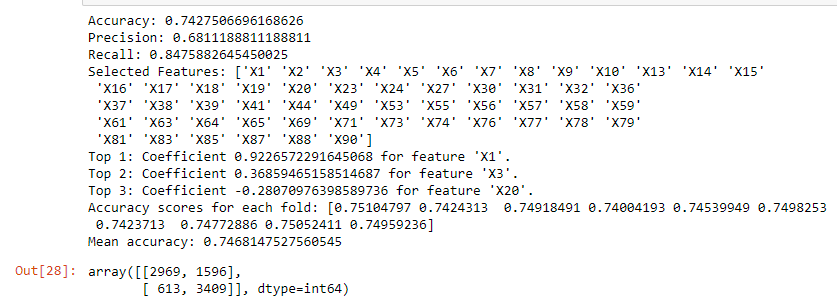 Accuracy: 0.7427506696168626
Precision: 0.6811188811188811
Recall: 0.8475882645450025
Selected Features: ['X1' 'X2' 'X3' 'X4' 'X5' 'X6' 'X7' 'X8' 'X9' 'X10' 'X13' 'X14' 'X15'
'X16' 'X17' 'X18' 'X19' 'X20' 'X23' 'X24' 'X27' 'X30' 'X31' 'X32' 'X36'
'X37' 'X38' 'X39' 'X41' 'X44' 'X49' 'X53' 'X55' 'X56' 'X57' 'X58' 'X59'
'X61' 'X63' 'X64' 'X65' 'X69' 'X71' 'X73' 'X74' 'X76' 'X77' 'X78' 'X79'
'X81' 'X83' 'X85' 'X87' 'X88' 'X90']
Top 1: Coefficient 0.9226572291645068 for feature 'X1'.
Top 2: Coefficient 0.36859465158514687 for feature 'X3'.
Top 3: Coefficient -0.28070976398589736 for feature 'X20'.
Accuracy scores for each fold: [0.75104797 0.7424313  0.74918491 0.74004193 0.74539949 0.7498253
0.7423713  0.74772886 0.75052411 0.74959236]
Mean accuracy: 0.7468147527560545
Out[28]: array([[2969, 1596],
[ 613, 3409]], dtype=int64)